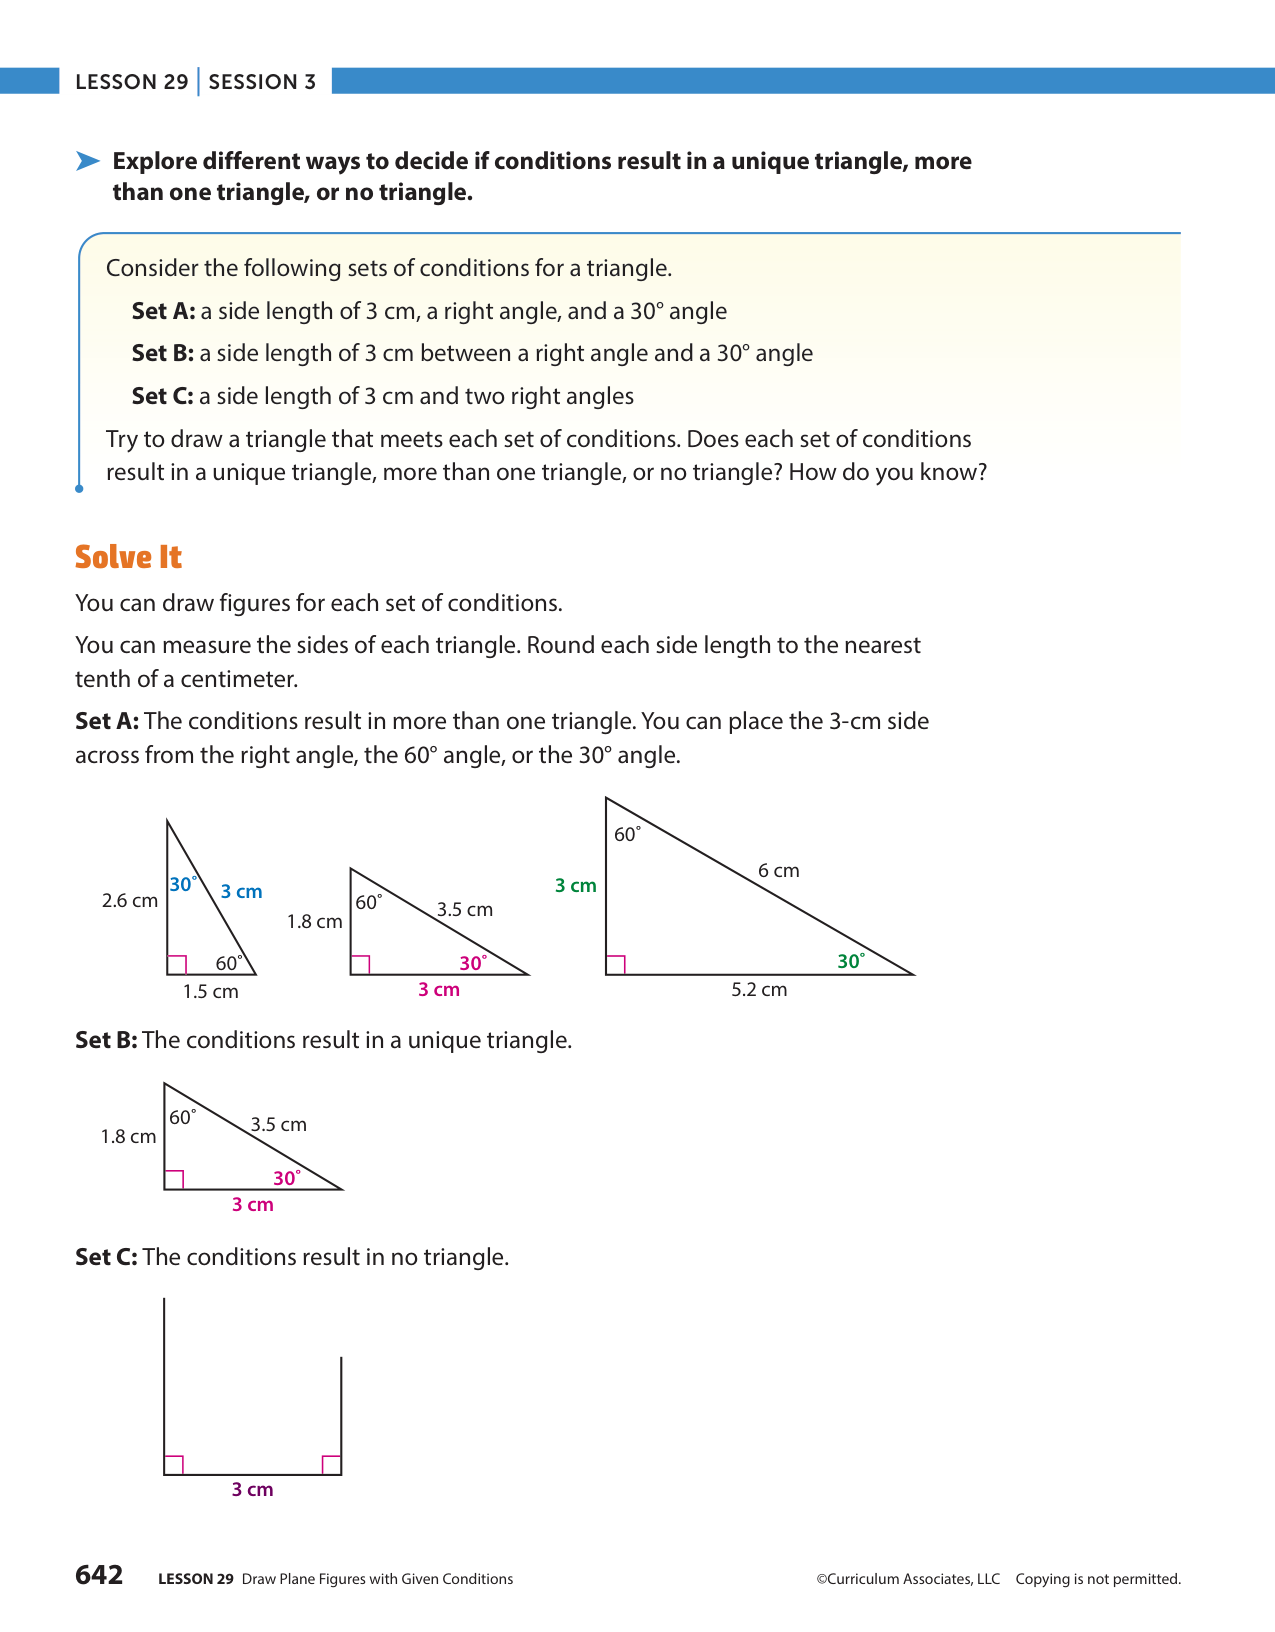 LESSON 29 | SESSION 3
Explore different ways to decide if conditions result in a unique triangle, more
than one triangle, or no triangle.
Consider the following sets of conditions for a triangle.
Set A: a side length of 3 cm, a right angle, and a 30° angle
Set B: a side length of 3 cm between a right angle and a 30° angle
Set C: a side length of 3 cm and two right angles
Try to draw a triangle that meets each set of conditions. Does each set of conditions
result in a unique triangle, more than one triangle, or no triangle? How do you know?
Solve It
You can draw figures for each set of conditions.
You can measure the sides of each triangle. Round each side length to the nearest
tenth of a centimeter.
Set A: The conditions result in more than one triangle. You can place the 3-cm side
across from the right angle, the 60° angle, or the 30° angle.
2.6 cm
30°
3 cm
60°
1.5 cm
1.8 cm
60°
3.5 cm
30°
3 cm
3 cm
60°
6 cm
30°
5.2 cm
Set B: The conditions result in a unique triangle.
1.8 cm
60°
3.5 cm
30°
3 cm
Set C: The conditions result in no triangle.
3 cm
642 LESSON 29 Draw Plane Figures with Given Conditions ©Curriculum Associates, LLC Copying is not permitted.